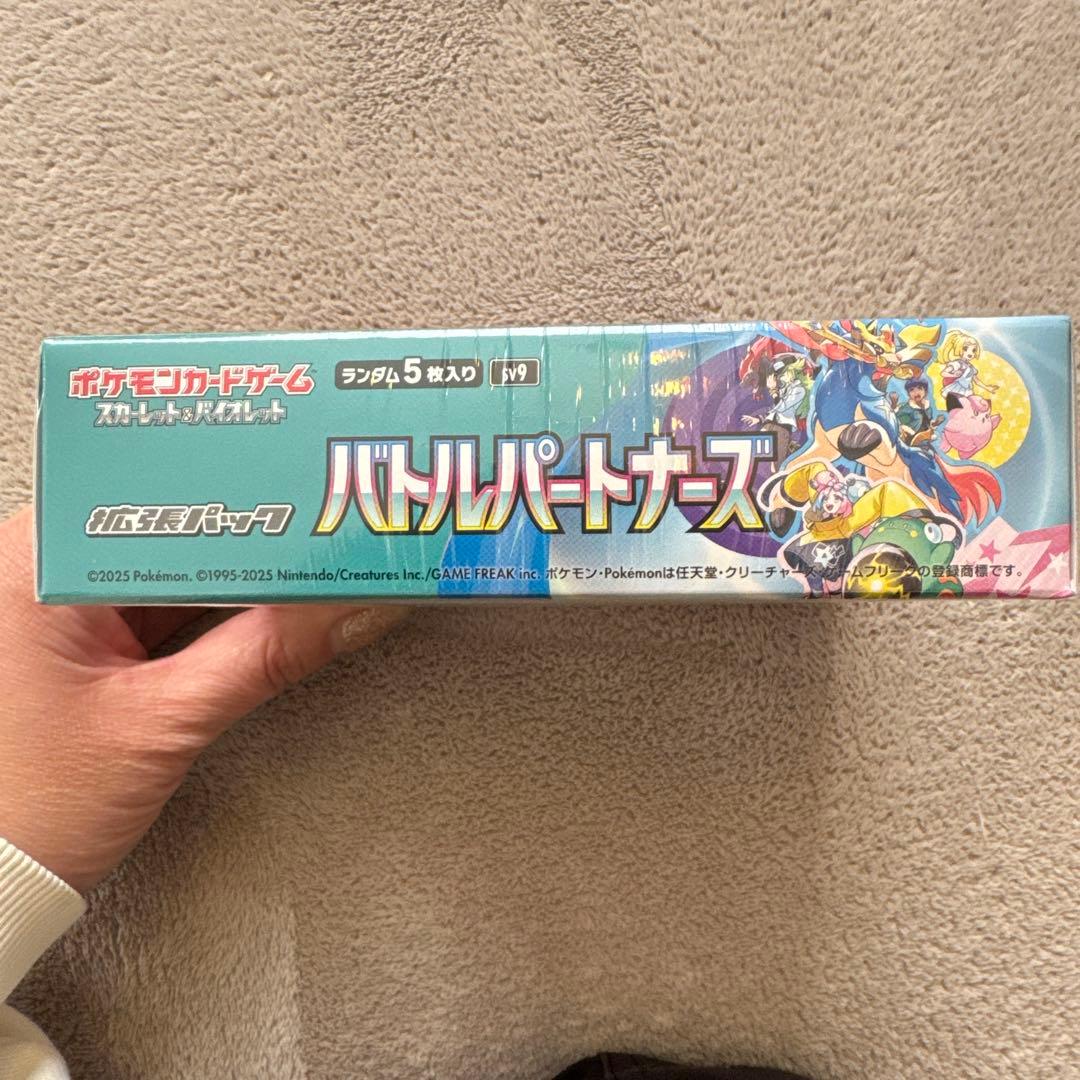 ポケモンカードゲーム
スカーレット&バイオレット
ランダム5枚入り
sv9
バトルパートナーズ
拡張パック
©2025 Pokémon. ©1995-2025 Nintendo/Creatures Inc./GAME FREAK inc. ポケモン・Pokémonは任天堂・クリーチャーズ・ゲームフリークの登録商標です。